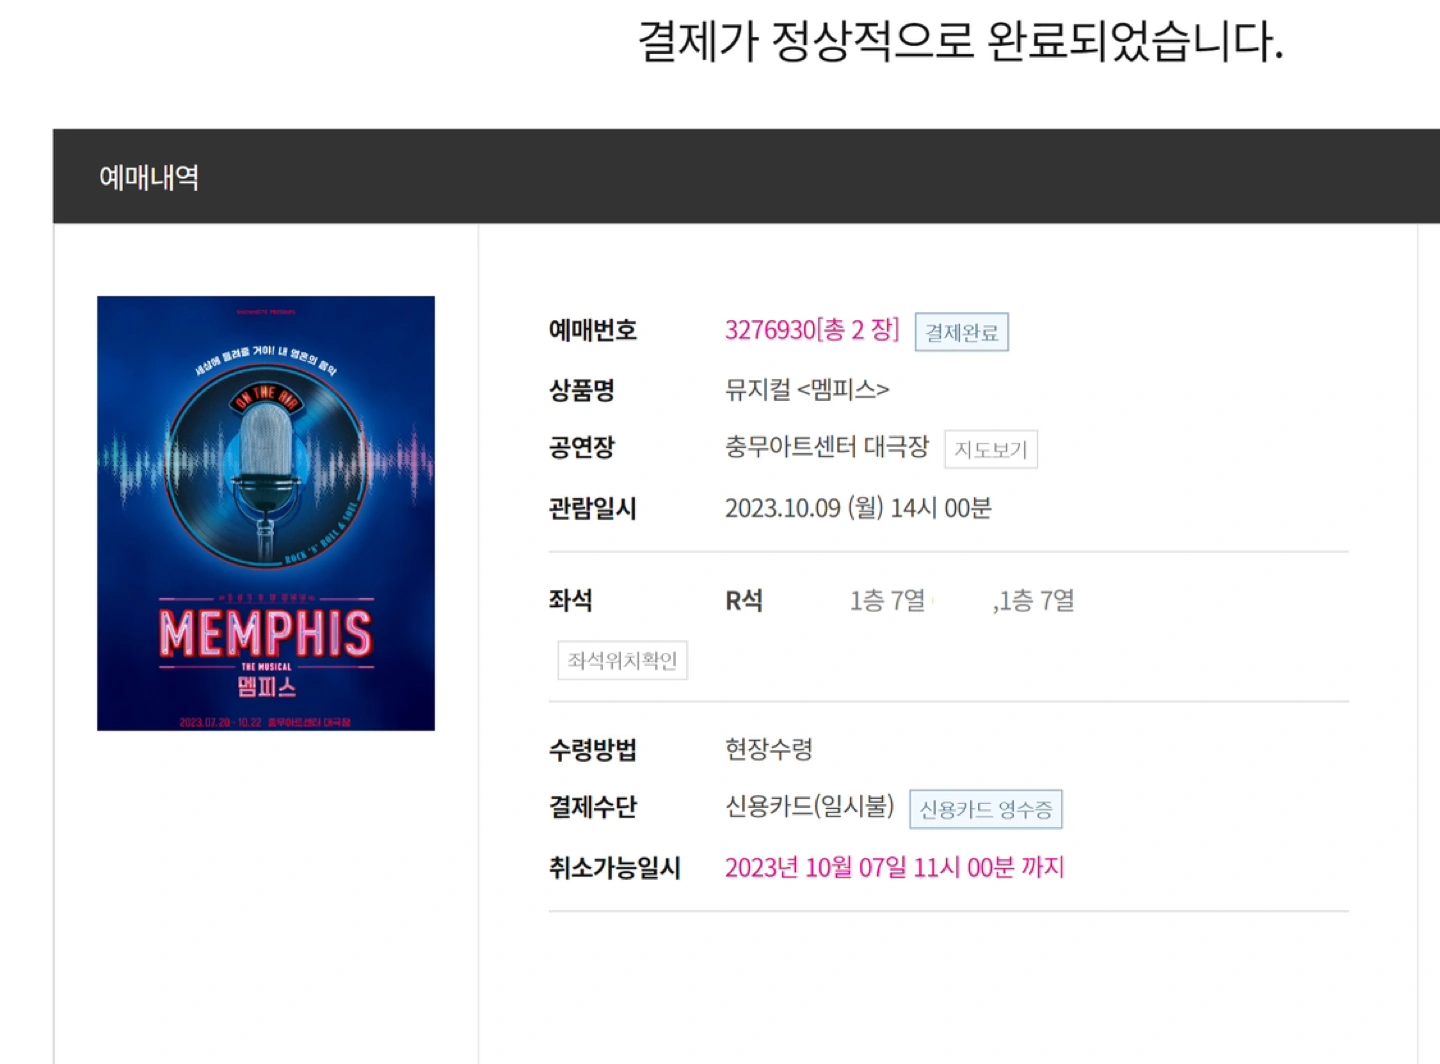 결제가 정상적으로 완료되었습니다.
예매내역
세상에 들려줄 거야! 내 영혼의 음악
ON THE AIR
ROCK 'N' ROLL & SOUL
MEMPHIS
THE MUSICAL
멤피스
2023.07.20 - 10.22 충무아트센터 대극장
예매번호 3276930[총 2 장] 결제완료
상품명 뮤지컬 <멤피스>
공연장 충무아트센터 대극장 지도보기
관람일시 2023.10.09 (월) 14시 00분
좌석 R석 1층 7열 ,1층 7열
좌석위치확인
수령방법 현장수령
결제수단 신용카드(일시불) 신용카드 영수증
취소가능일시 2023년 10월 07일 11시 00분 까지